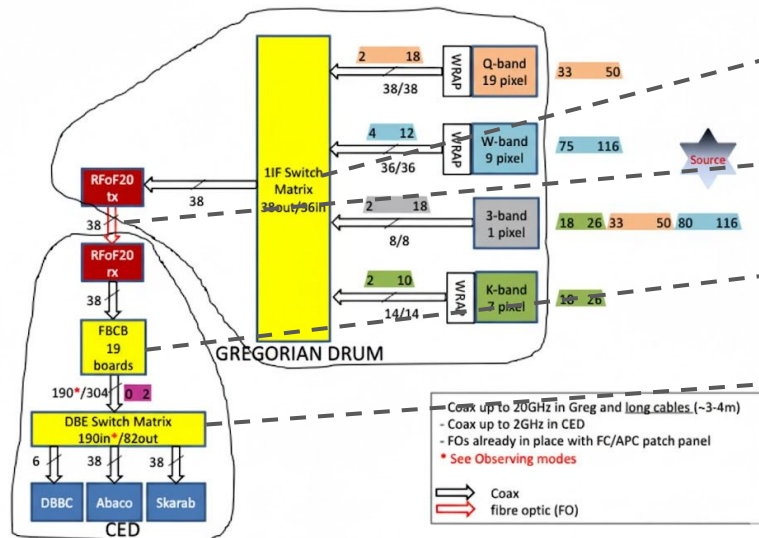 2 18
38/38
WRAP
Q-band
19 pixel
33 50
4 12
36/36
WRAP
W-band
9 pixel
75 116
Source
1IF Switch
Matrix
38out/96in
RFoF20
tx
38
38
2 18
8/8
3-band
1 pixel
18 26 33 50 80 116
RFoF20
rx
38
2 10
14/14
WRAP
K-band
7 pixel
18 26
FBCB
19
boards
GREGORIAN DRUM
190*/304
0 2
DBE Switch Matrix
190in*/82out
6 38 38
DBBC Abaco Skarab
CED
- Coax up to 20GHz in Greg and long cables (~3-4m)
- Coax up to 2GHz in CED
- FOs already in place with FC/APC patch panel
* See Observing modes
Coax
fibre optic (FO)